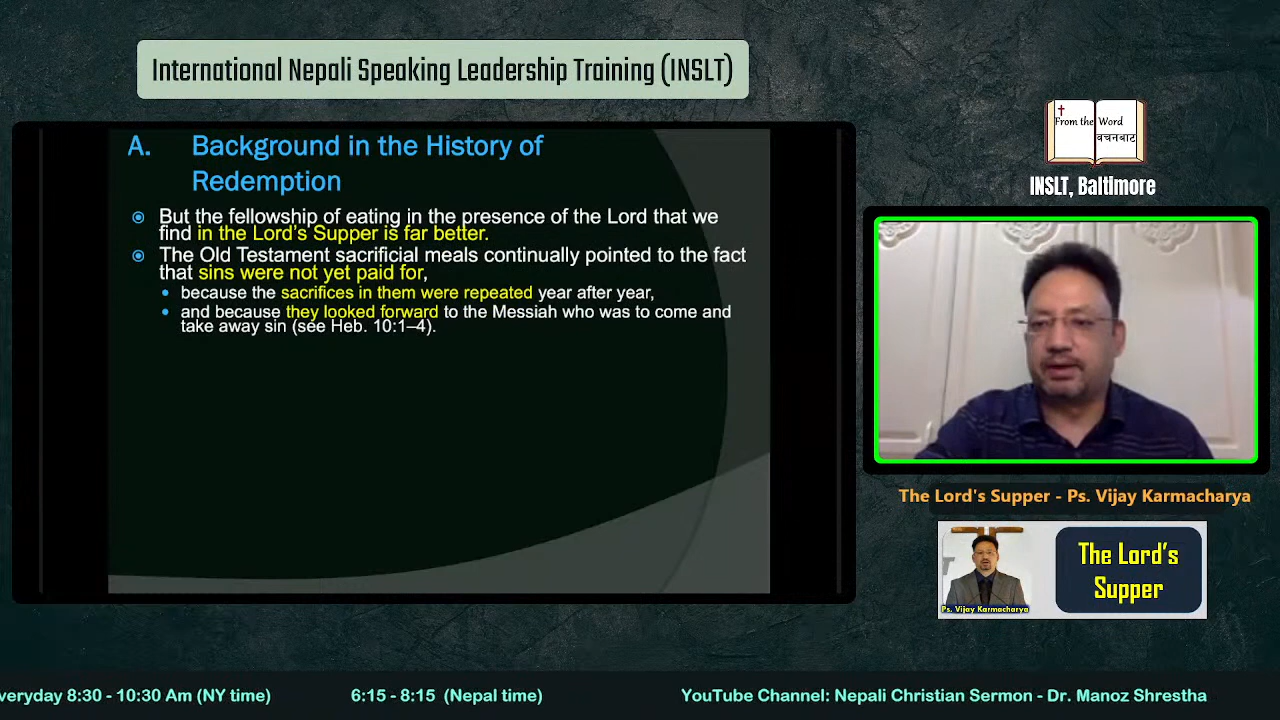 International Nepali Speaking Leadership Training (INSLT)
A. Background in the History of
Redemption
But the fellowship of eating in the presence of the Lord that we
find in the Lord's Supper is far better.
The Old Testament sacrificial meals continually pointed to the fact
that sins were not yet paid for,
because the sacrifices in them were repeated year after year,
and because they looked forward to the Messiah who was to come and
take away sin (see Heb. 10:1–4).
From the Word
वचनबाट
INSLT, Baltimore
The Lord's Supper - Ps. Vijay Karmacharya
The Lord's
Supper
Ps. Vijay Karmacharya
veryday 8:30 - 10:30 Am (NY time) 6:15 - 8:15 (Nepal time) YouTube Channel: Nepali Christian Sermon - Dr. Manoz Shrestha